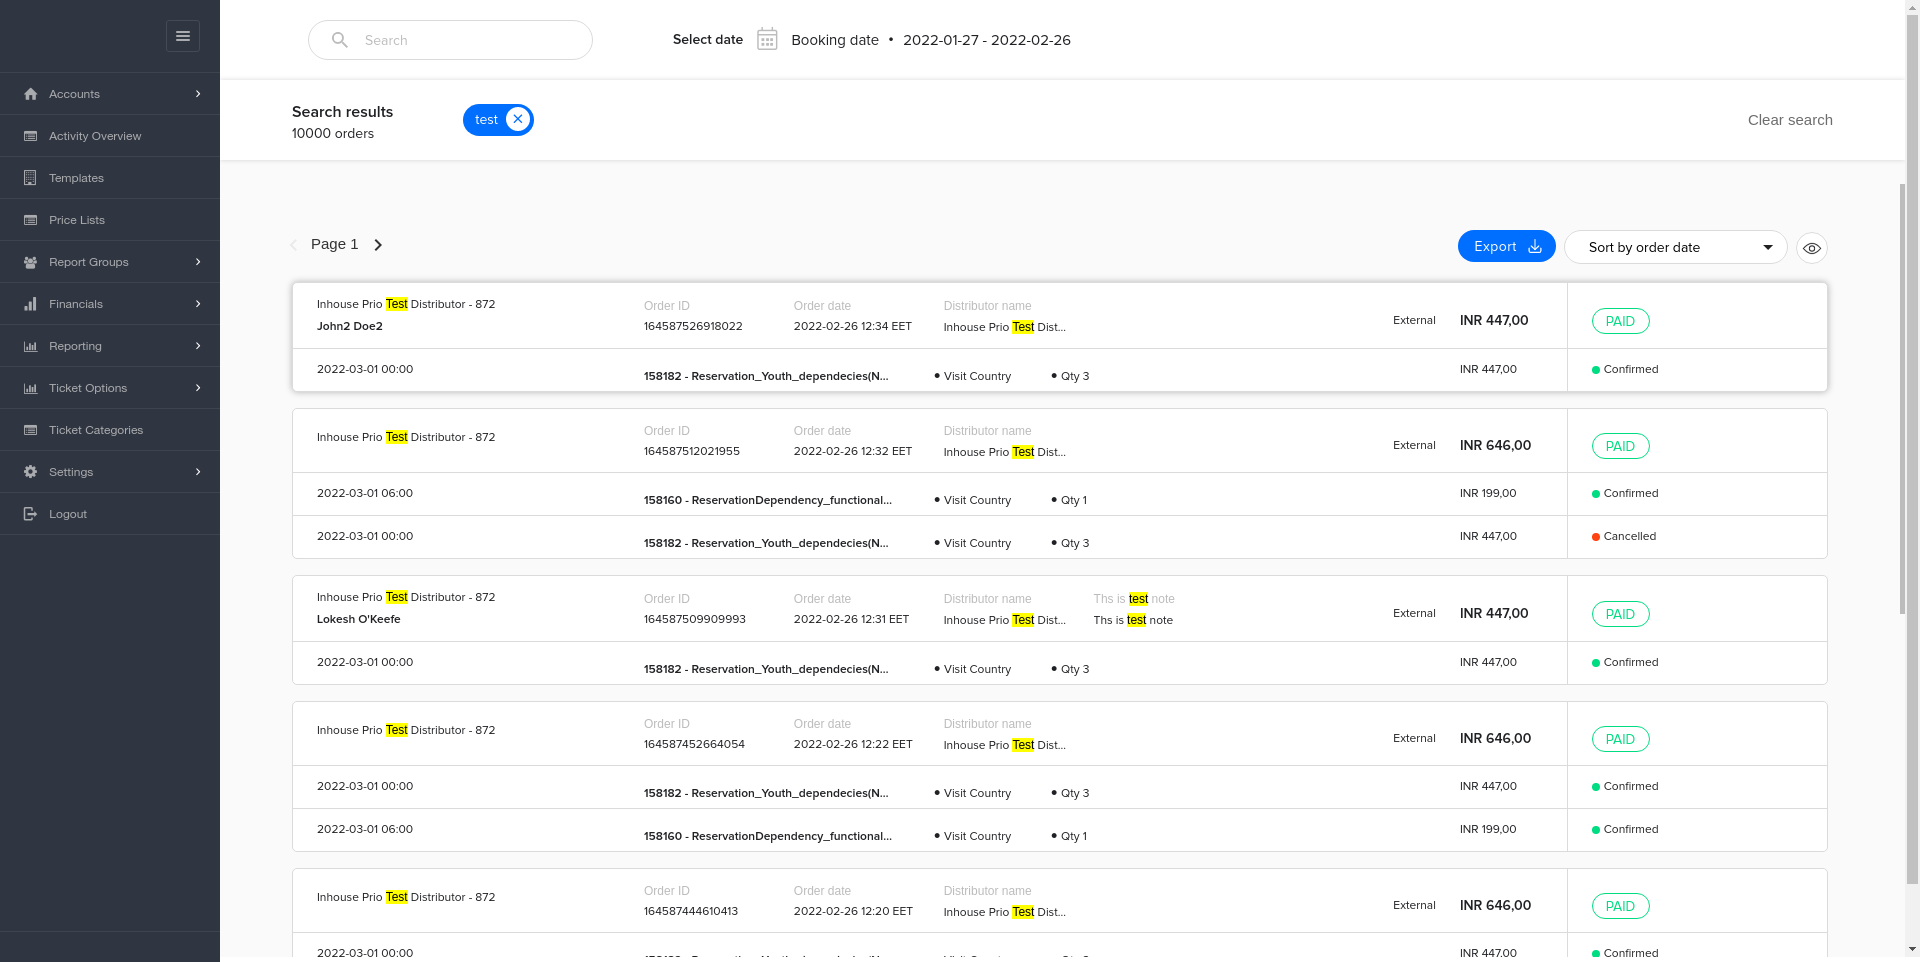 Accounts
Activity Overview
Templates
Price Lists
Report Groups
Financials
Reporting
Ticket Options
Ticket Categories
Settings
Logout
Search
Select date
Booking date • 2022-01-27 - 2022-02-26
Search results
10000 orders
test
Clear search
Page 1
Export
Sort by order date
Inhouse Prio Test Distributor - 872
John2 Doe2
Order ID
164587526918022
Order date
2022-02-26 12:34 EET
Distributor name
Inhouse Prio Test Dist...
External
INR 447,00
PAID
2022-03-01 00:00
158182 - Reservation_Youth_dependecies(N...
• Visit Country
• Qty 3
INR 447,00
Confirmed
Inhouse Prio Test Distributor - 872
Order ID
164587512021955
Order date
2022-02-26 12:32 EET
Distributor name
Inhouse Prio Test Dist...
External
INR 646,00
PAID
2022-03-01 06:00
158160 - ReservationDependency_functional...
• Visit Country
• Qty 1
INR 199,00
Confirmed
2022-03-01 00:00
158182 - Reservation_Youth_dependecies(N...
• Visit Country
• Qty 3
INR 447,00
Cancelled
Inhouse Prio Test Distributor - 872
Lokesh O'Keefe
Order ID
164587509909993
Order date
2022-02-26 12:31 EET
Distributor name
Inhouse Prio Test Dist...
Ths is test note
Ths is test note
External
INR 447,00
PAID
2022-03-01 00:00
158182 - Reservation_Youth_dependecies(N...
• Visit Country
• Qty 3
INR 447,00
Confirmed
Inhouse Prio Test Distributor - 872
Order ID
164587452664054
Order date
2022-02-26 12:22 EET
Distributor name
Inhouse Prio Test Dist...
External
INR 646,00
PAID
2022-03-01 00:00
158182 - Reservation_Youth_dependecies(N...
• Visit Country
• Qty 3
INR 447,00
Confirmed
2022-03-01 06:00
158160 - ReservationDependency_functional...
• Visit Country
• Qty 1
INR 199,00
Confirmed
Inhouse Prio Test Distributor - 872
Order ID
164587444610413
Order date
2022-02-26 12:20 EET
Distributor name
Inhouse Prio Test Dist...
External
INR 646,00
PAID
2022-03-01 00:00
INR 447,00
Confirmed